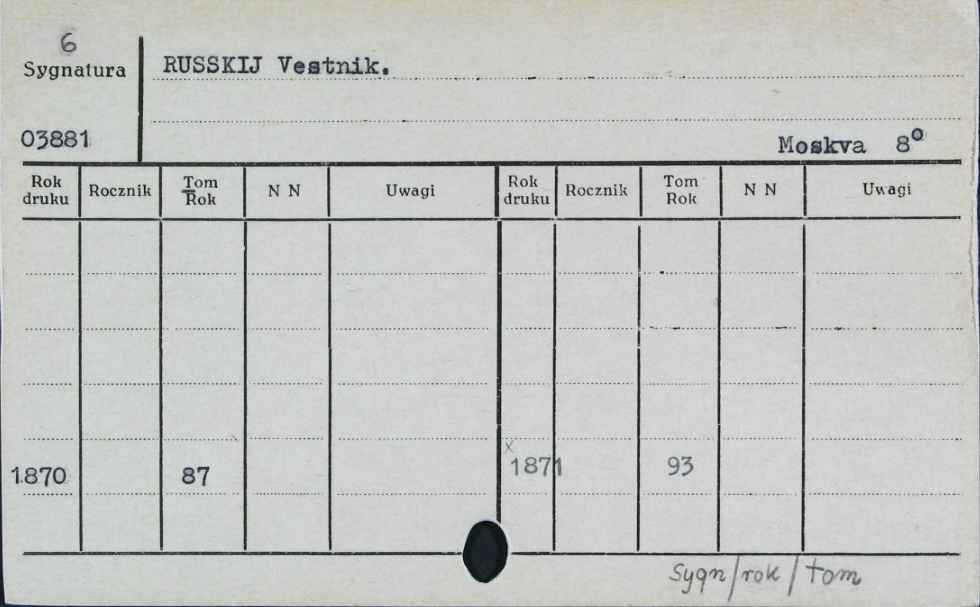 6
Sygnatura
RUSSKIJ Vestnik.
03881
Moskva 8°
Rok druku Rocznik Tom Rok N N Uwagi Rok druku Rocznik Tom Rok N N Uwagi
1870 87 x 1871 93
Sygn/rok/tom